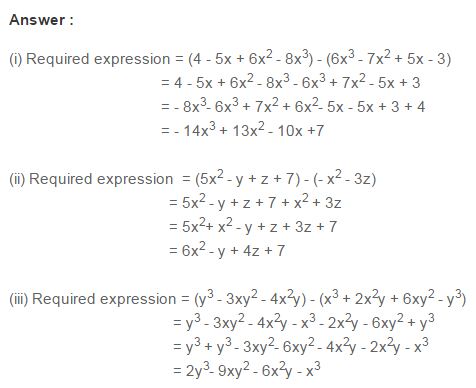 Answer :
(i) Required expression = (4 - 5x + 6x² - 8x³) - (6x³ - 7x² + 5x - 3)
= 4 - 5x + 6x² - 8x³ - 6x³ + 7x² - 5x + 3
= - 8x³- 6x³ + 7x² + 6x²- 5x - 5x + 3 + 4
= - 14x³ + 13x² - 10x +7
(ii) Required expression = (5x² - y + z + 7) - (- x² - 3z)
= 5x² - y + z + 7 + x² + 3z
= 5x²+ x² - y + z + 3z + 7
= 6x² - y + 4z + 7
(iii) Required expression = (y³ - 3xy² - 4x²y) - (x³ + 2x²y + 6xy² - y³)
= y³ - 3xy² - 4x²y - x³ - 2x²y - 6xy² + y³
= y³ + y³ - 3xy²- 6xy² - 4x²y - 2x²y - x³
= 2y³- 9xy² - 6x²y - x³